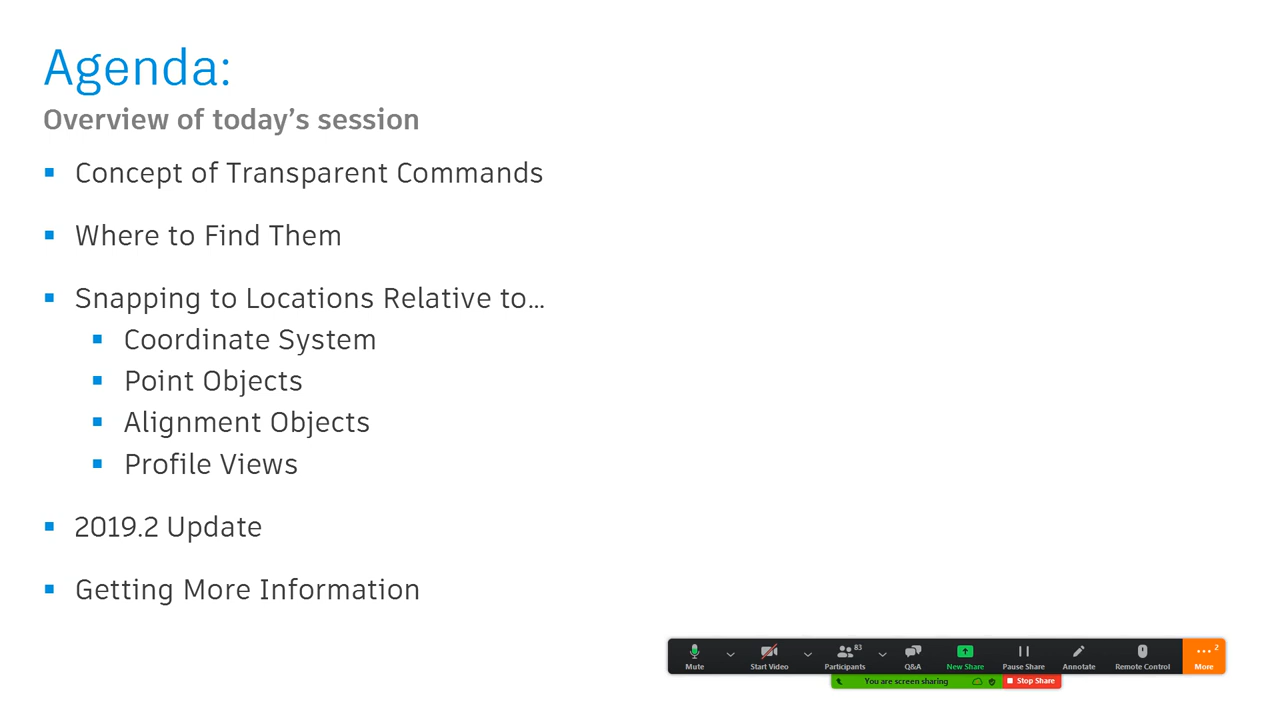 Agenda:
Overview of today's session
Concept of Transparent Commands
Where to Find Them
Snapping to Locations Relative to…
Coordinate System
Point Objects
Alignment Objects
Profile Views
2019.2 Update
Getting More Information
83
2
Mute Start Video Participants Q&A New Share Pause Share Annotate Remote Control More
You are screen sharing Stop Share